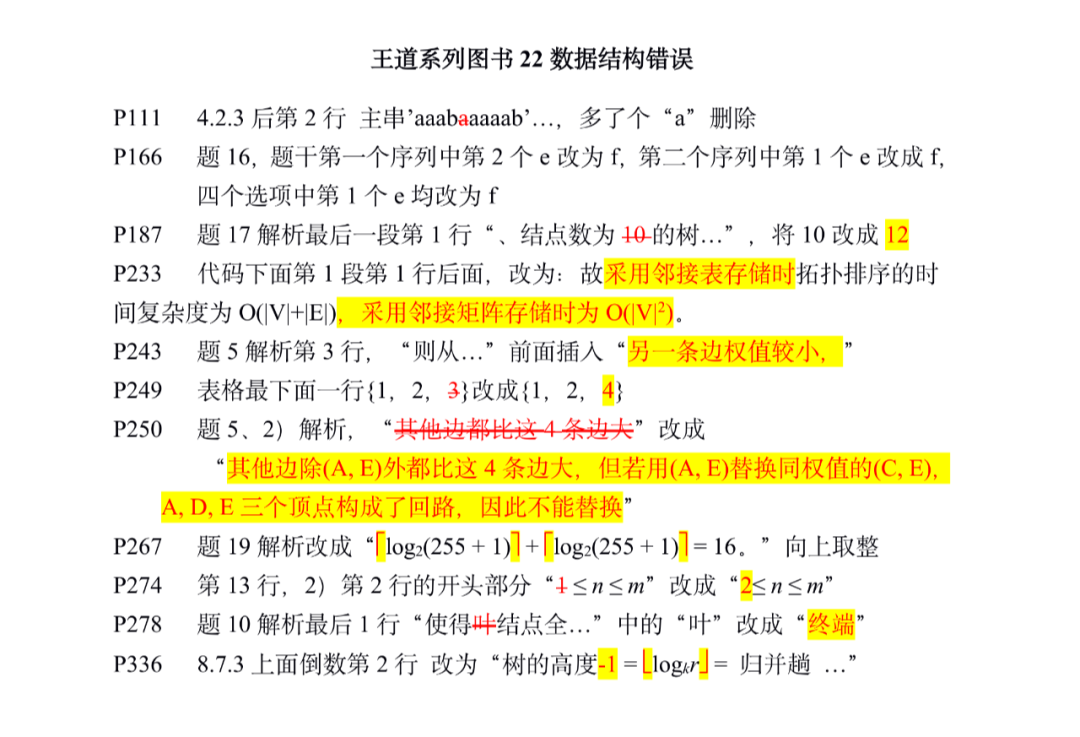 王道系列图书 22 数据结构错误
P111 4.2.3 后第 2 行 主串’aaabaaaaab’…，多了个“a”删除
P166 题 16，题干第一个序列中第 2 个 e 改为 f, 第二个序列中第 1 个 e 改成 f,
四个选项中第 1 个 e 均改为 f
P187 题 17 解析最后一段第 1 行“、结点数为 10 的树…”，将 10 改成 12
P233 代码下面第 1 段第 1 行后面，改为：故采用邻接表存储时拓扑排序的时
间复杂度为 O(|V|+|E|)，采用邻接矩阵存储时为 O(|V|²)。
P243 题 5 解析第 3 行，“则从…”前面插入“另一条边权值较小，”
P249 表格最下面一行{1，2，3}改成{1，2，4}
P250 题 5、2）解析，“其他边都比这 4 条边大”改成
“其他边除(A, E)外都比这 4 条边大，但若用(A, E)替换同权值的(C, E)，
A, D, E 三个顶点构成了回路，因此不能替换”
P267 题 19 解析改成“⌈log₂(255 + 1)⌉ + ⌈log₂(255 + 1)⌉ = 16。”向上取整
P274 第 13 行，2）第 2 行的开头部分“1 ≤ n ≤ m”改成“2≤ n ≤ m”
P278 题 10 解析最后 1 行“使得叶结点全…”中的“叶”改成“终端”
P336 8.7.3 上面倒数第 2 行 改为“树的高度-1 = ⌊logₖr⌋ = 归并趟 …”